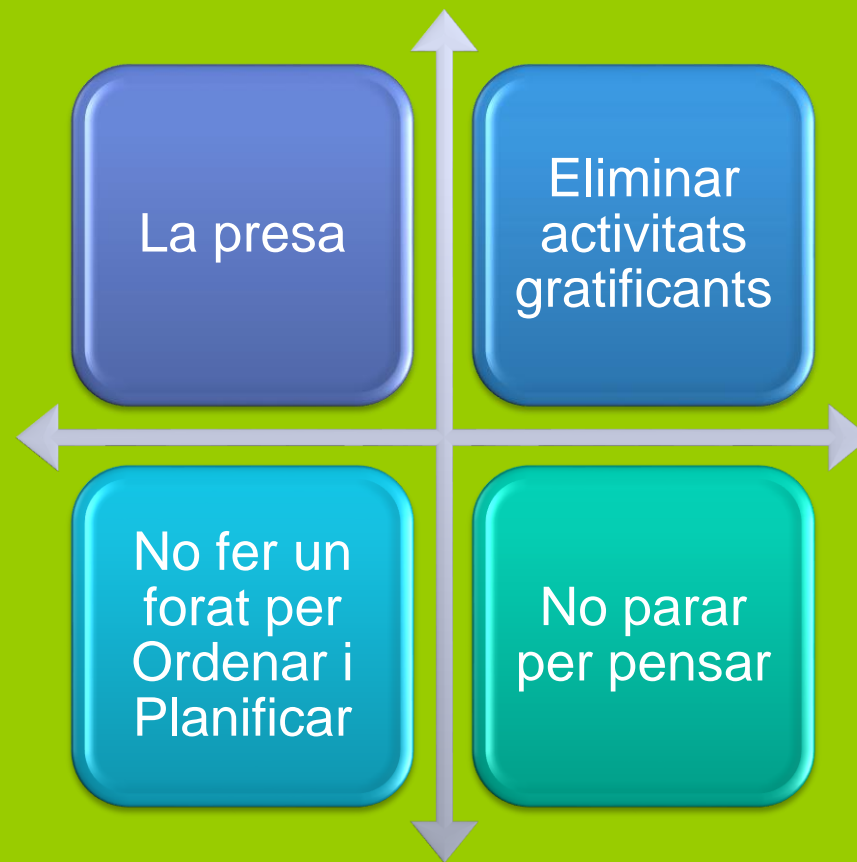 La presa
Eliminar
activitats
gratificants
No fer un
forat per
Ordenar i
Planificar
No parar
per pensar